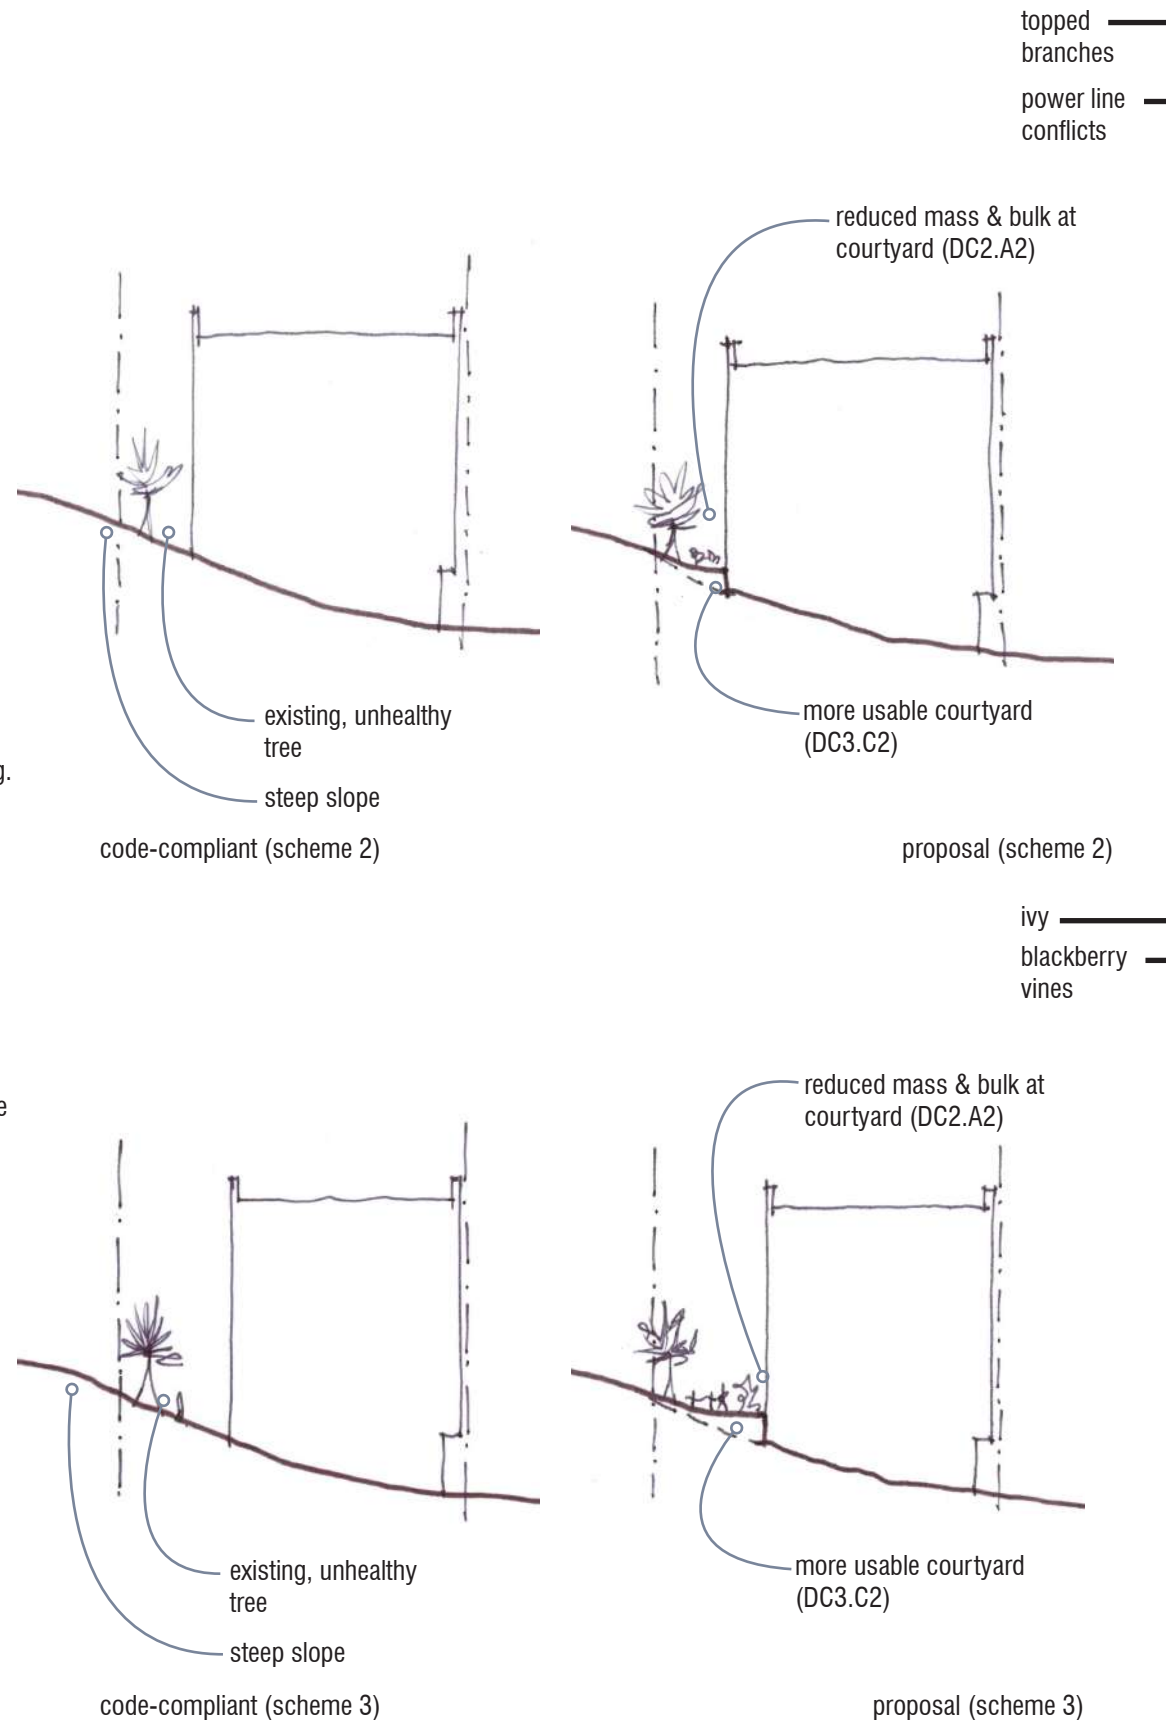 topped
branches
power line
conflicts
reduced mass & bulk at
courtyard (DC2.A2)
existing, unhealthy
tree
steep slope
more usable courtyard
(DC3.C2)
g.
code-compliant (scheme 2)
proposal (scheme 2)
ivy
blackberry
vines
e
reduced mass & bulk at
courtyard (DC2.A2)
existing, unhealthy
tree
steep slope
more usable courtyard
(DC3.C2)
code-compliant (scheme 3)
proposal (scheme 3)